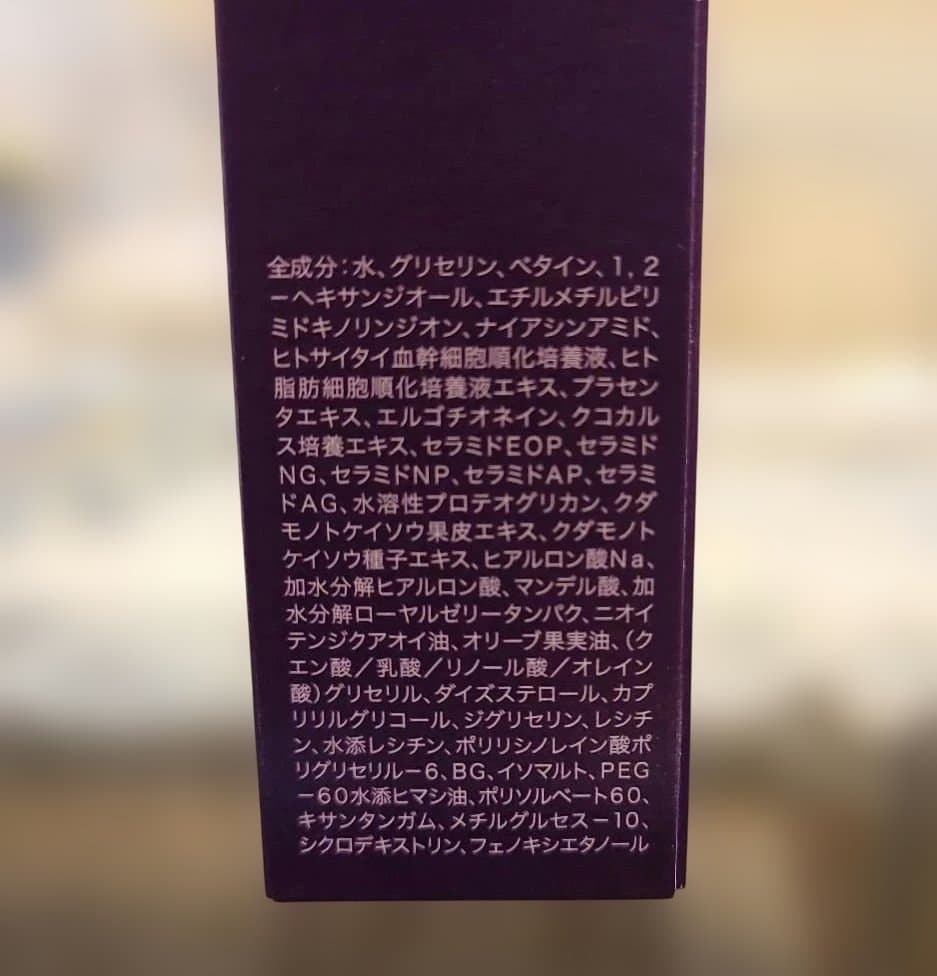 全成分：水、グリセリン、ベタイン、1，2
－ヘキサンジオール、エチルメチルピリ
ミドキノリンジオン、ナイアシンアミド、
ヒトサイタイ血幹細胞順化培養液、ヒト
脂肪細胞順化培養液エキス、プラセン
タエキス、エルゴチオネイン、クコカル
ス培養エキス、セラミドEOP、セラミド
NG、セラミドNP、セラミドAP、セラミ
ドAG、水溶性プロテオグリカン、クダ
モノトケイソウ果皮エキス、クダモノト
ケイソウ種子エキス、ヒアルロン酸Na、
加水分解ヒアルロン酸、マンデル酸、加
水分解ローヤルゼリータンパク、ニオイ
テンジクアオイ油、オリーブ果実油、（ク
エン酸／乳酸／リノール酸／オレイン
酸）グリセリル、ダイズステロール、カプ
リリルグリコール、ジグリセリン、レシチ
ン、水添レシチン、ポリリシノレイン酸ポ
リグリセリル－6、BG、イソマルト、PEG
－60水添ヒマシ油、ポリソルベート60、
キサンタンガム、メチルグルセス－10、
シクロデキストリン、フェノキシエタノール